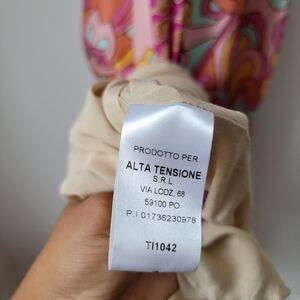 PRODOTTO PER
ALTA TENSIONE
S.R.L.
VIA LODZ, 68
59100 PO
P.I 01736230978
TI1042